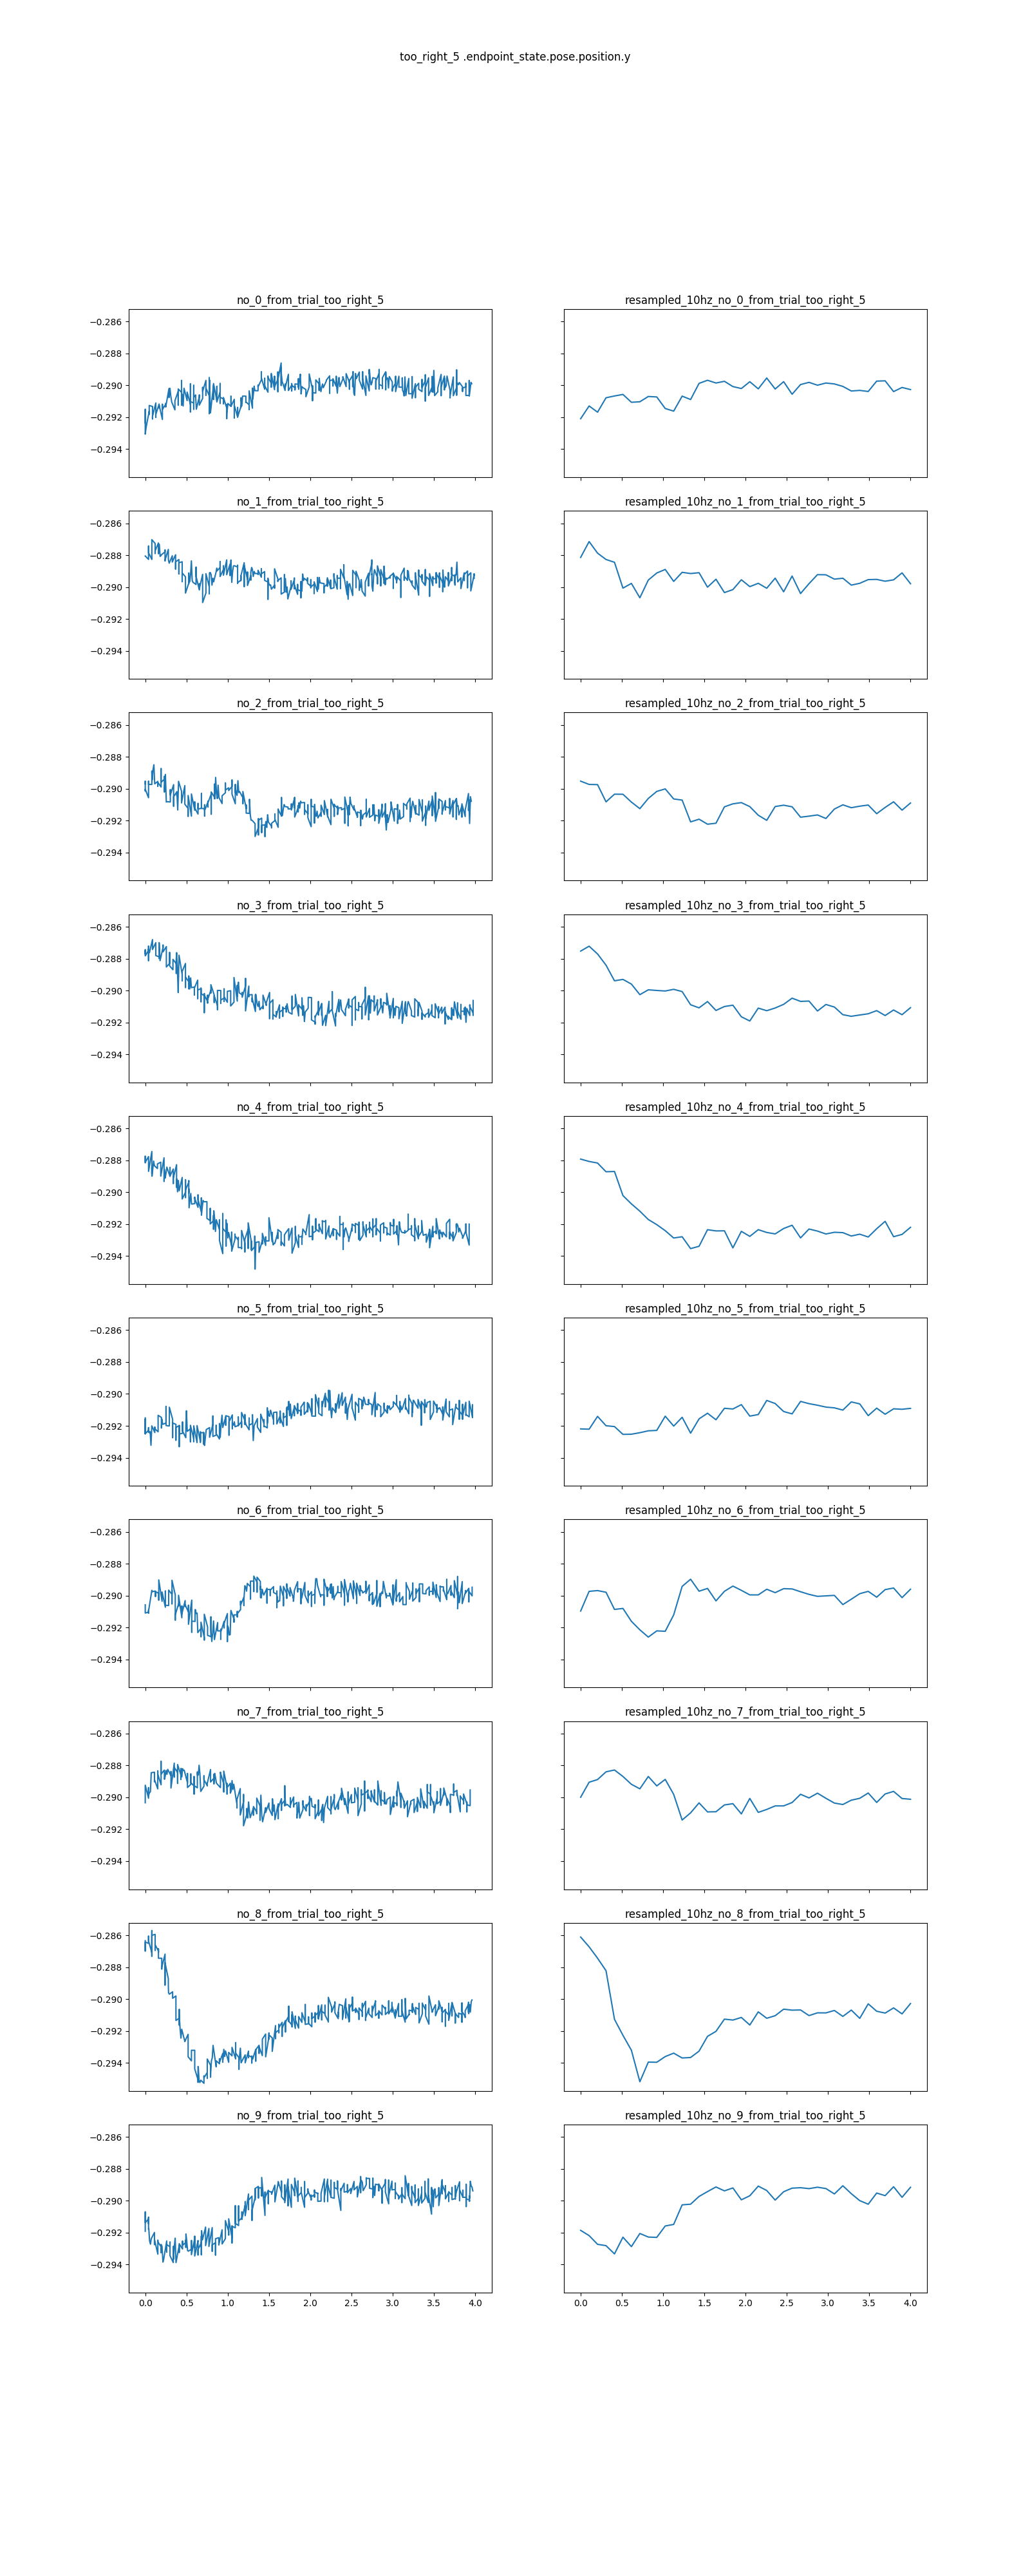 too_right_5 .endpoint_state.pose.position.y
no_0_from_trial_too_right_5
resampled_10hz_no_0_from_trial_too_right_5
−0.286
−0.288
−0.290
−0.292
−0.294
no_1_from_trial_too_right_5
resampled_10hz_no_1_from_trial_too_right_5
−0.286
−0.288
−0.290
−0.292
−0.294
no_2_from_trial_too_right_5
resampled_10hz_no_2_from_trial_too_right_5
−0.286
−0.288
−0.290
−0.292
−0.294
no_3_from_trial_too_right_5
resampled_10hz_no_3_from_trial_too_right_5
−0.286
−0.288
−0.290
−0.292
−0.294
no_4_from_trial_too_right_5
resampled_10hz_no_4_from_trial_too_right_5
−0.286
−0.288
−0.290
−0.292
−0.294
no_5_from_trial_too_right_5
resampled_10hz_no_5_from_trial_too_right_5
−0.286
−0.288
−0.290
−0.292
−0.294
no_6_from_trial_too_right_5
resampled_10hz_no_6_from_trial_too_right_5
−0.286
−0.288
−0.290
−0.292
−0.294
no_7_from_trial_too_right_5
resampled_10hz_no_7_from_trial_too_right_5
−0.286
−0.288
−0.290
−0.292
−0.294
no_8_from_trial_too_right_5
resampled_10hz_no_8_from_trial_too_right_5
−0.286
−0.288
−0.290
−0.292
−0.294
no_9_from_trial_too_right_5
resampled_10hz_no_9_from_trial_too_right_5
−0.286
−0.288
−0.290
−0.292
−0.294
0.0 0.5 1.0 1.5 2.0 2.5 3.0 3.5 4.0
0.0 0.5 1.0 1.5 2.0 2.5 3.0 3.5 4.0